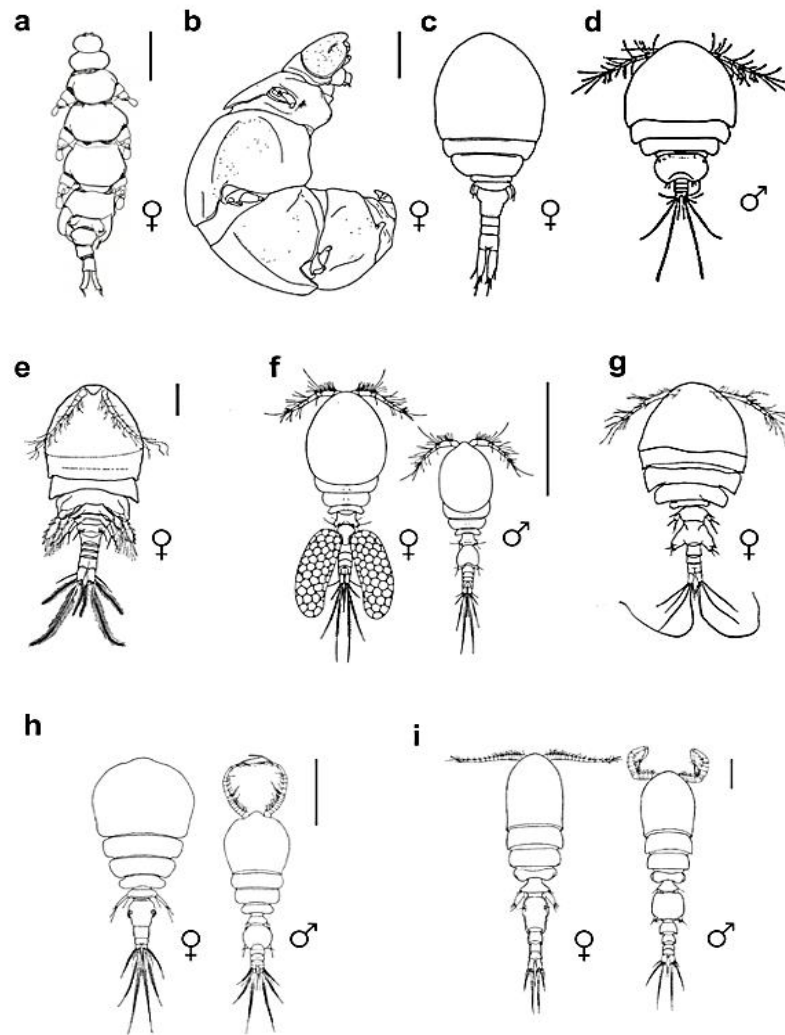 a b c d
♀ ♀ ♀ ♂
e f g
♀ ♀ ♂ ♀
h i
♀ ♂ ♀ ♂